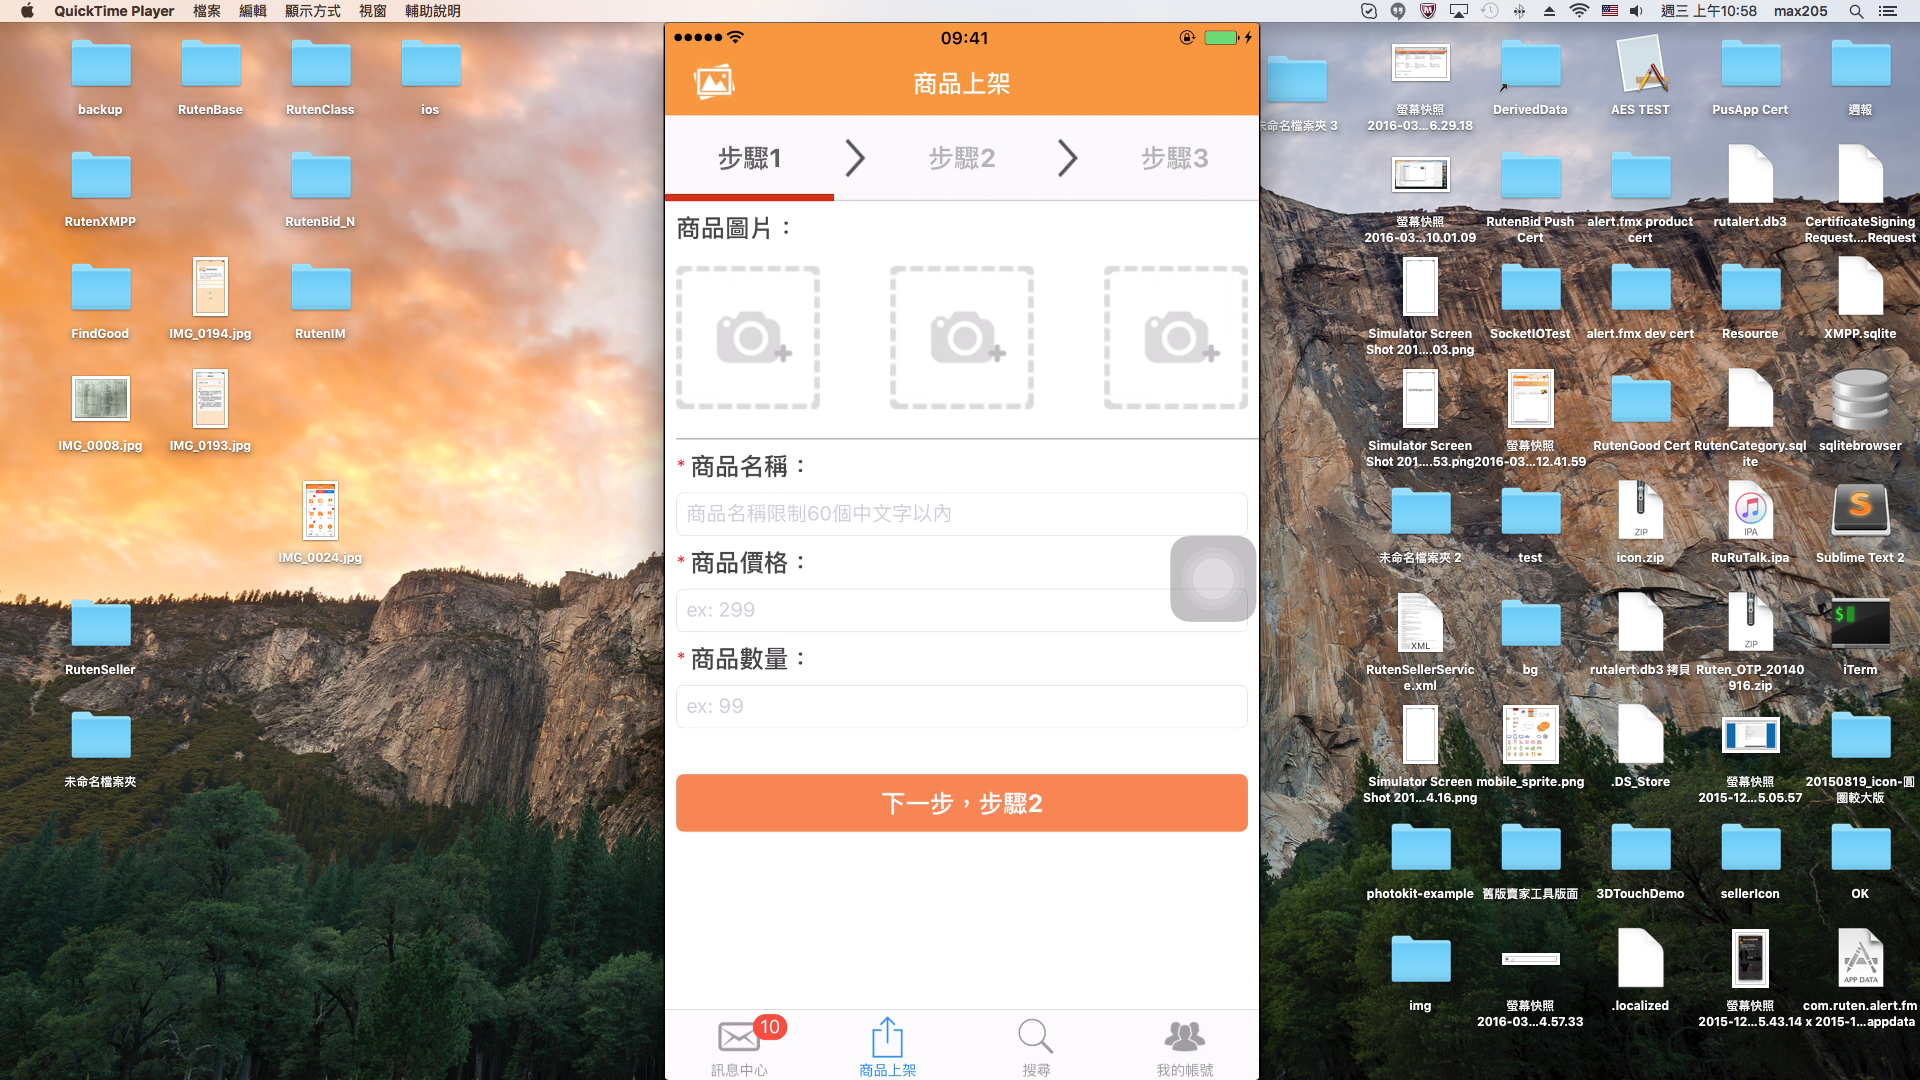 QuickTime Player 檔案 編輯 顯示方式 視窗 輔助說明
週三 上午10:58 max205
backup RutenBase RutenClass ios
RutenXMPP RutenBid_N
FindGood IMG_0194.jpg RutenIM
IMG_0008.jpg IMG_0193.jpg
IMG_0024.jpg
RutenSeller
未命名檔案夾
09:41
商品上架
步驟1 步驟2 步驟3
商品圖片：
* 商品名稱：
商品名稱限制60個中文字以內
* 商品價格：
ex: 299
* 商品數量：
ex: 99
下一步，步驟2
10
訊息中心 商品上架 搜尋 我的帳號
未命名檔案夾 3
螢幕快照
2016-03...6.29.18
DerivedData
AES TEST
PusApp Cert
週報
螢幕快照
2016-03...10.01.09
RutenBid Push
Cert
alert.fmx product
cert
rutalert.db3
CertificateSigning
Request....Request
Simulator Screen
Shot 201....03.png
SocketIOTest
alert.fmx dev cert
Resource
XMPP.sqlite
Simulator Screen
Shot 201....53.png
螢幕快照
2016-03...12.41.59
RutenGood Cert
RutenCategory.sql
ite
sqlitebrowser
未命名檔案夾 2
test
ZIP
icon.zip
IPA
RuRuTalk.ipa
S
Sublime Text 2
XML
RutenSellerServic
e.xml
bg
rutalert.db3 拷貝
ZIP
Ruten_OTP_20140
916.zip
$
iTerm
Simulator Screen
Shot 201...4.16.png
mobile_sprite.png
.DS_Store
螢幕快照
2015-12...5.05.57
20150819_icon-圓
圈較大版
photokit-example
舊版賣家工具版面
3DTouchDemo
sellerIcon
OK
img
螢幕快照
2016-03...4.57.33
.localized
螢幕快照
2015-12...5.43.14
APP DATA
com.ruten.alert.fm
x 2015-1...appdata